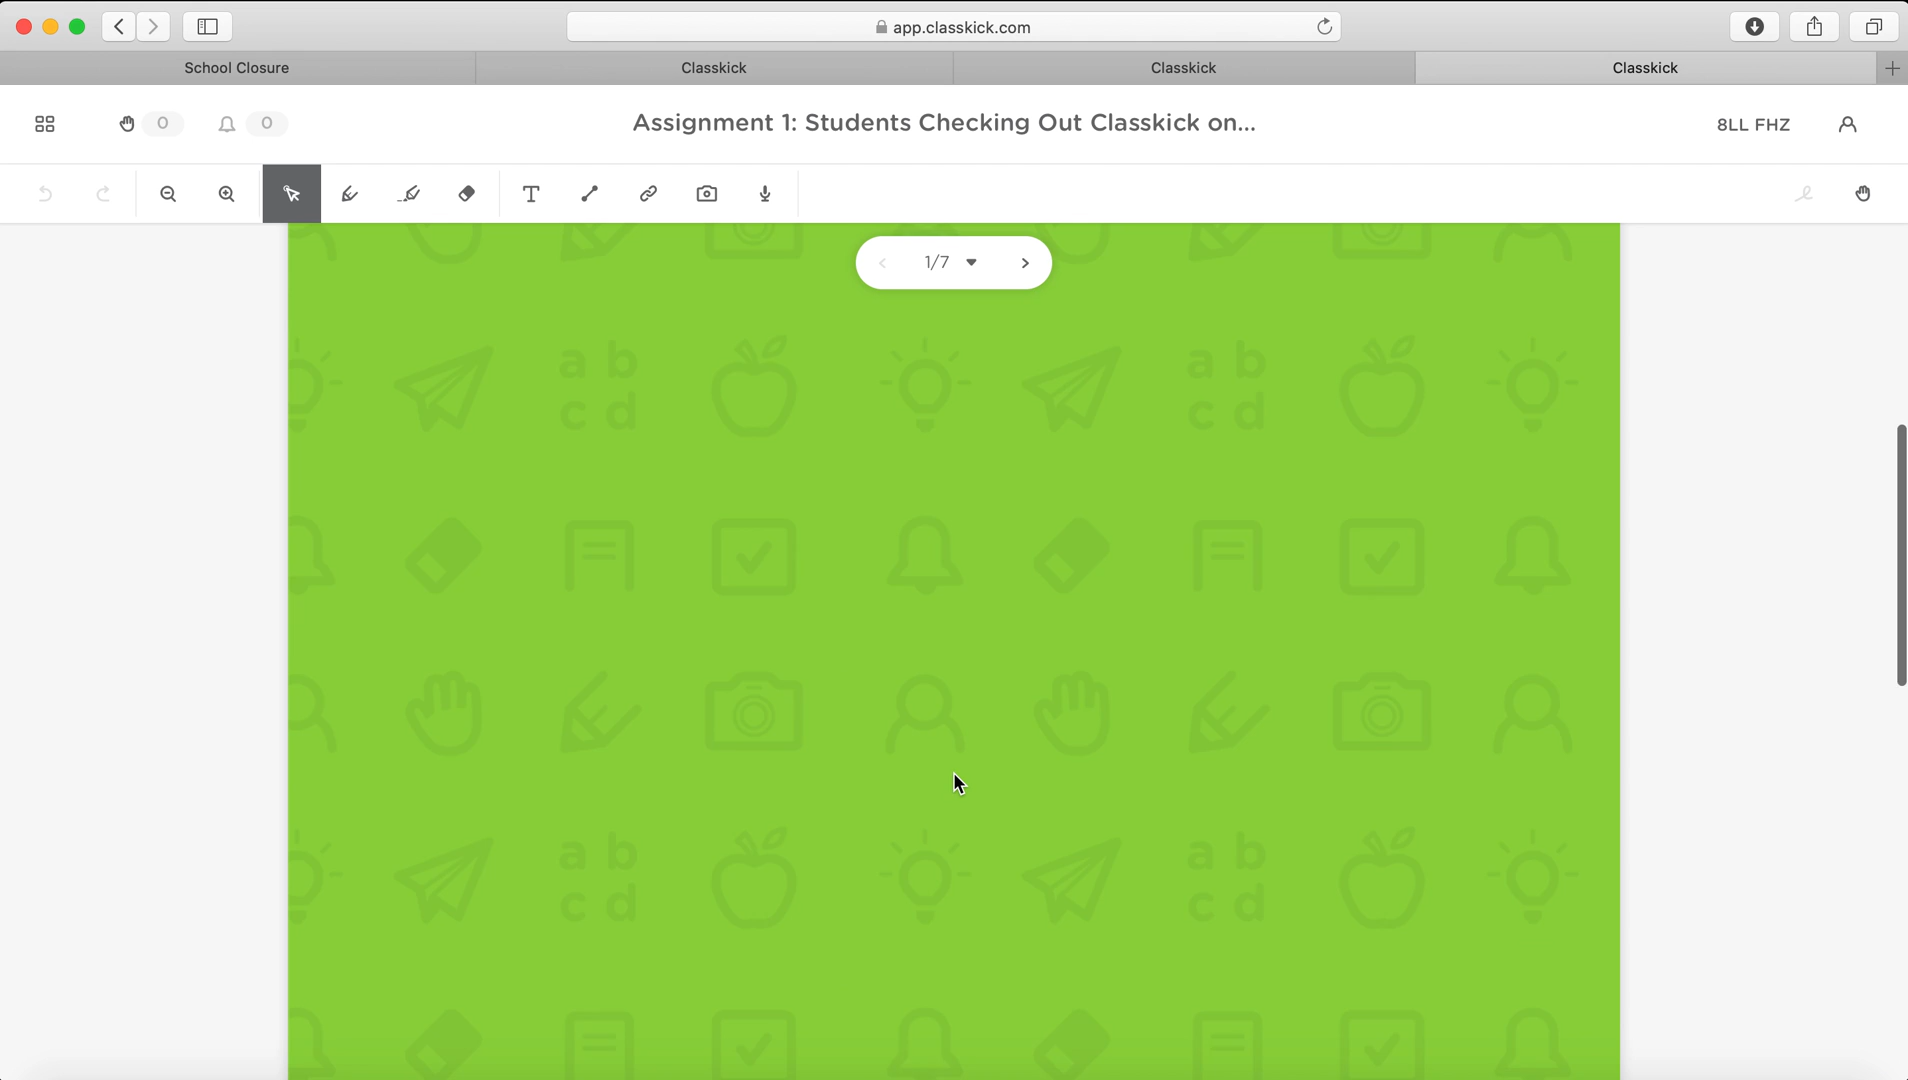 app.classkick.com
School Closure
Classkick
Classkick
Classkick
0
0
Assignment 1: Students Checking Out Classkick on...
8LL FHZ
T
1/7
a b
c d
a b
c d
a b
c d
a b
c d